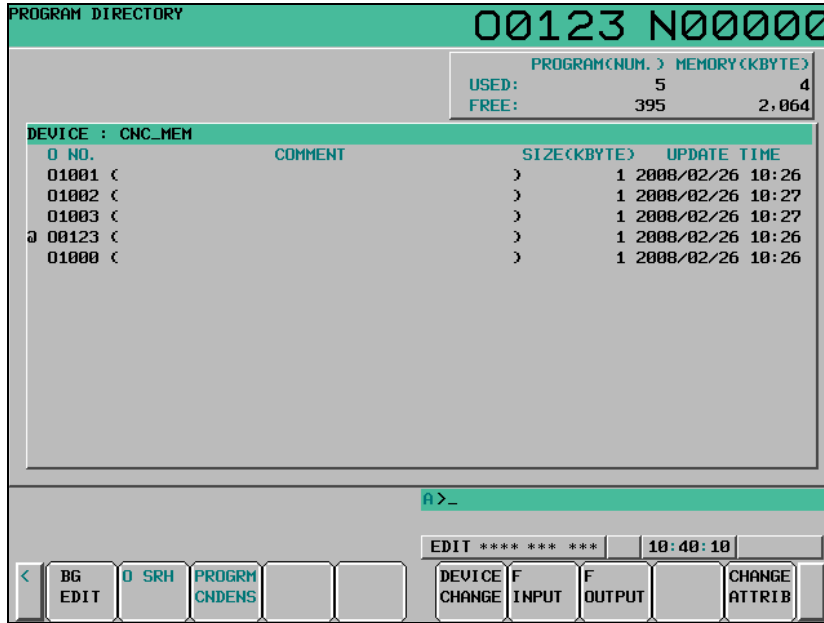 PROGRAM DIRECTORY
O0123 N00000
PROGRAM(NUM.) MEMORY(KBYTE)
USED: 5 4
FREE: 395 2,064
DEVICE : CNC_MEM
O NO. COMMENT SIZE(KBYTE) UPDATE TIME
O1001 ( ) 1 2008/02/26 10:26
O1002 ( ) 1 2008/02/26 10:27
O1003 ( ) 1 2008/02/26 10:27
@ O0123 ( ) 1 2008/02/26 10:26
O1000 ( ) 1 2008/02/26 10:26
A>_
EDIT **** *** *** 10:40:10
< BG O SRH PROGRM DEVICE F F CHANGE
EDIT CNDENS CHANGE INPUT OUTPUT ATTRIB